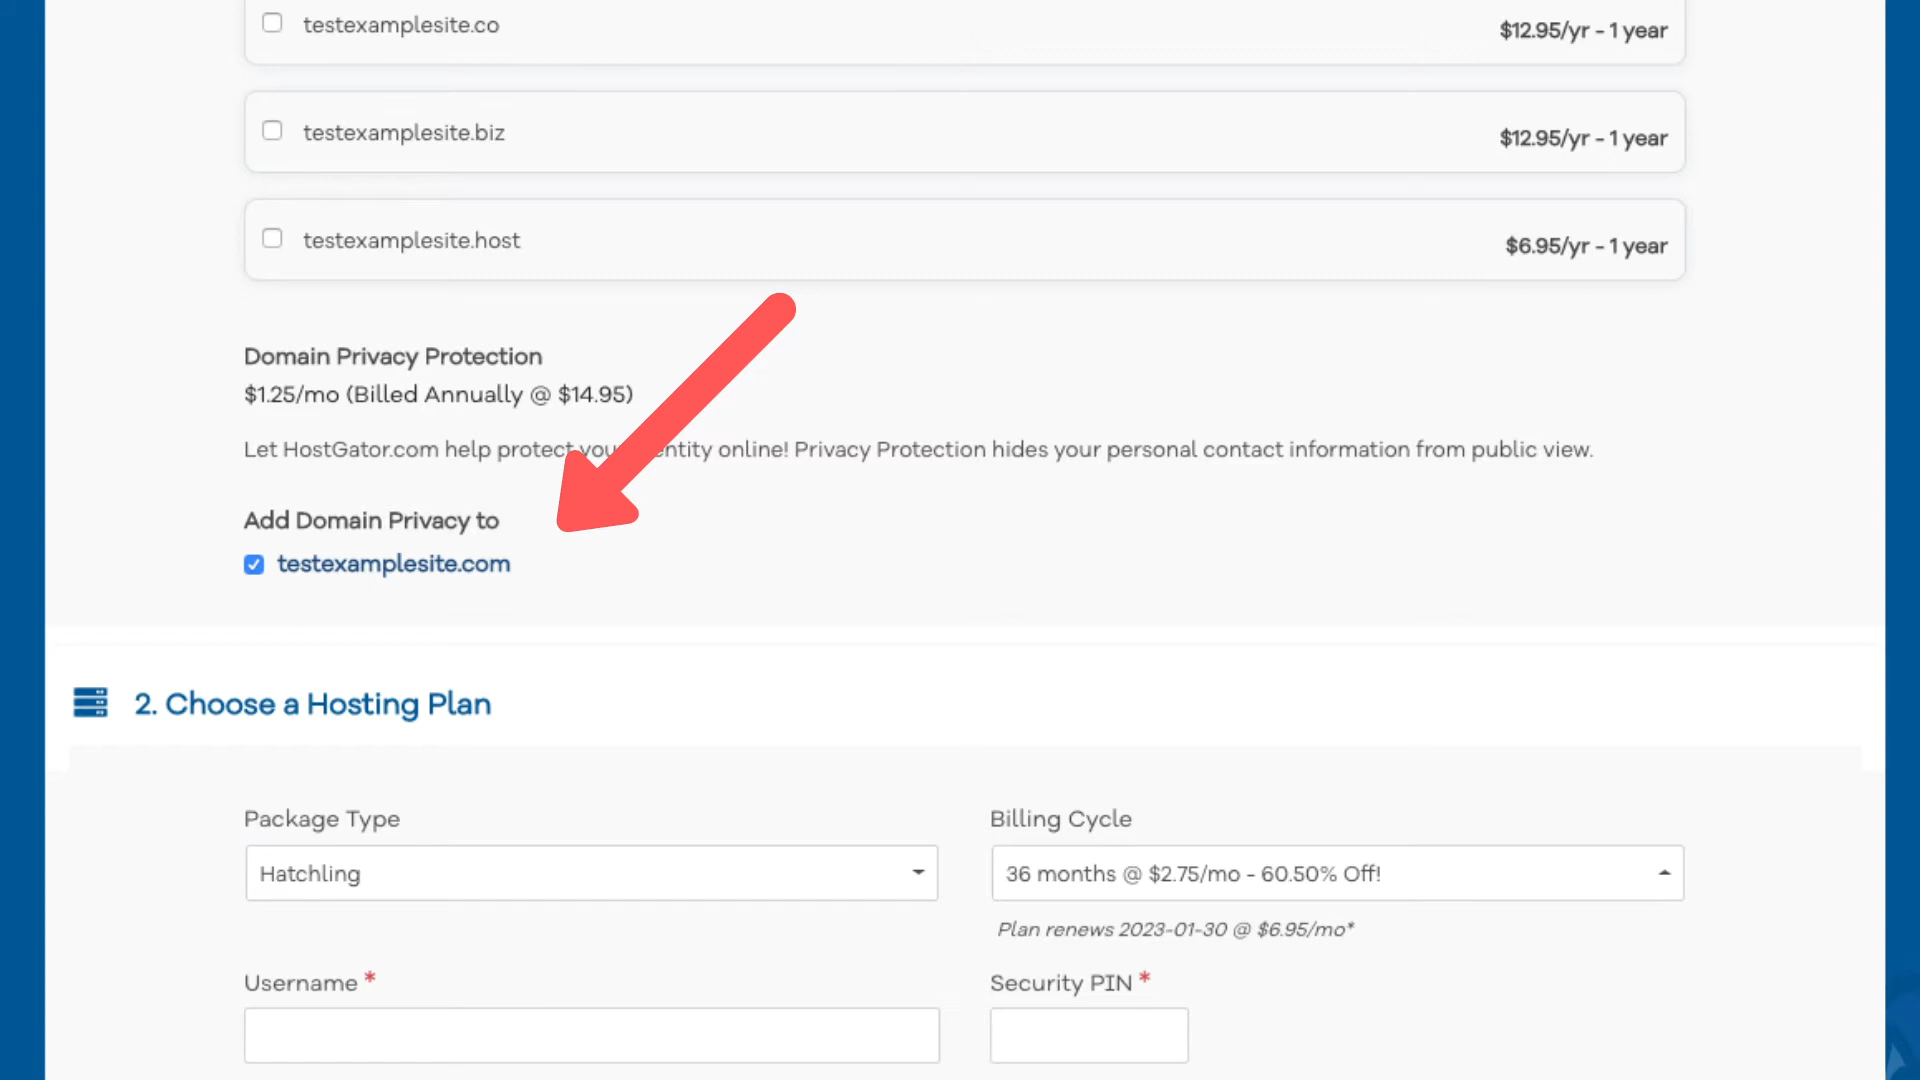 testexamplesite.co
$12.95/yr - 1 year
testexamplesite.biz
$12.95/yr - 1 year
testexamplesite.host
$6.95/yr - 1 year
Domain Privacy Protection
$1.25/mo (Billed Annually @ $14.95)
Let HostGator.com help protect online! Privacy Protection hides your personal contact information from public view.
Add Domain Privacy to
testexamplesite.com
2. Choose a Hosting Plan
Package Type
Billing Cycle
Hatchling
36 months @ $2.75/mo - 60.50% Off!
Plan renews 2023-01-30 @ $6.95/mo*
Username *
Security PIN *